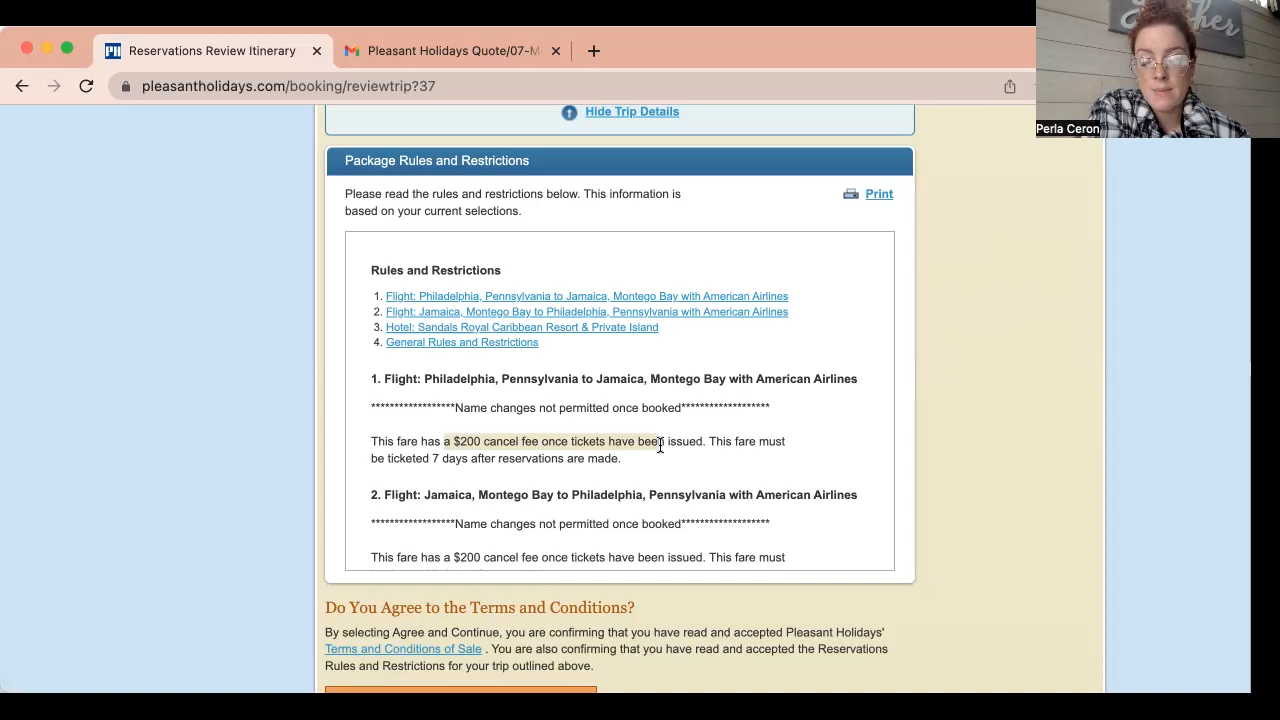 Reservations Review Itinerary
Pleasant Holidays Quote/07-M
pleasantholidays.com/booking/reviewtrip?37
Perla Ceron
Hide Trip Details
Package Rules and Restrictions
Please read the rules and restrictions below. This information is
based on your current selections.
Print
Rules and Restrictions
1. Flight: Philadelphia, Pennsylvania to Jamaica, Montego Bay with American Airlines
2. Flight: Jamaica, Montego Bay to Philadelphia, Pennsylvania with American Airlines
3. Hotel: Sandals Royal Caribbean Resort & Private Island
4. General Rules and Restrictions
1. Flight: Philadelphia, Pennsylvania to Jamaica, Montego Bay with American Airlines
*****************Name changes not permitted once booked******************
This fare has a $200 cancel fee once tickets have been issued. This fare must
be ticketed 7 days after reservations are made.
2. Flight: Jamaica, Montego Bay to Philadelphia, Pennsylvania with American Airlines
*****************Name changes not permitted once booked******************
This fare has a $200 cancel fee once tickets have been issued. This fare must
Do You Agree to the Terms and Conditions?
By selecting Agree and Continue, you are confirming that you have read and accepted Pleasant Holidays'
Terms and Conditions of Sale . You are also confirming that you have read and accepted the Reservations
Rules and Restrictions for your trip outlined above.